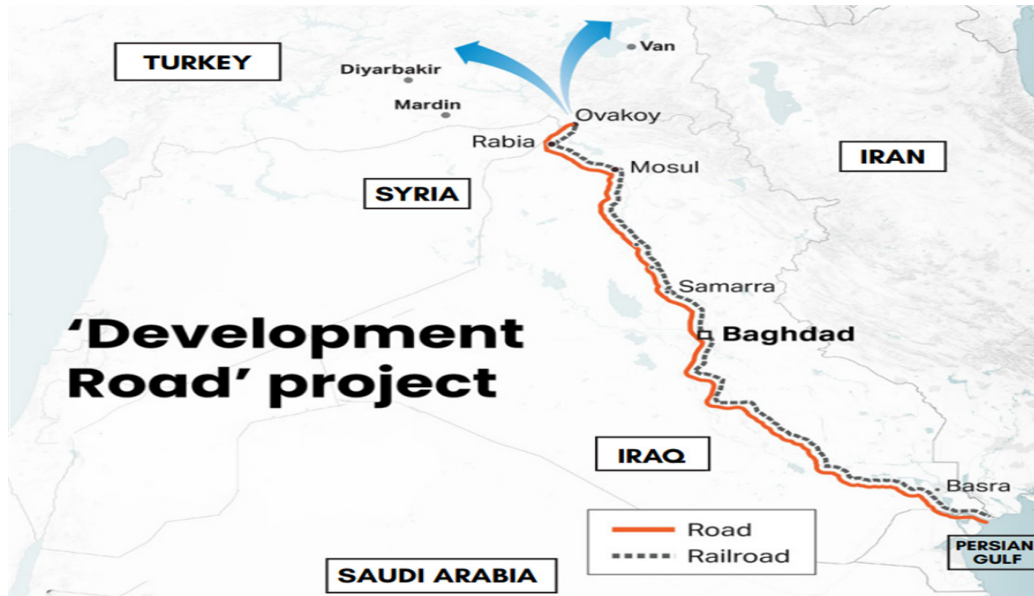 TURKEY
Van
Diyarbakir
Mardin
Ovakoy
Rabia
Mosul
IRAN
SYRIA
Samarra
‘Development
Road’ project
Baghdad
IRAQ
Basra
Road
Railroad
PERSIAN
GULF
SAUDI ARABIA